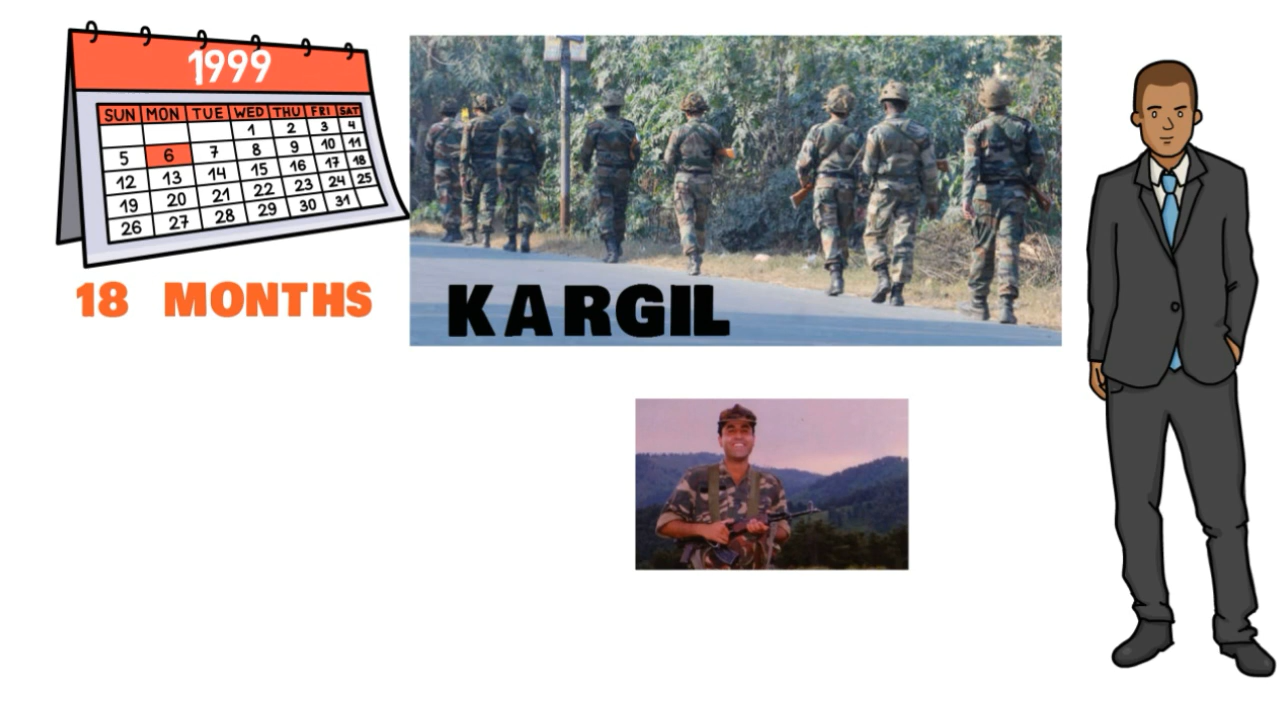 1999
SUN MON TUE WED THU FRI SAT
1 2 3 4
5 6 7 8 9 10 11
12 13 14 15 16 17 18
19 20 21 22 23 24 25
26 27 28 29 30 31
18 MONTHS
KARGIL